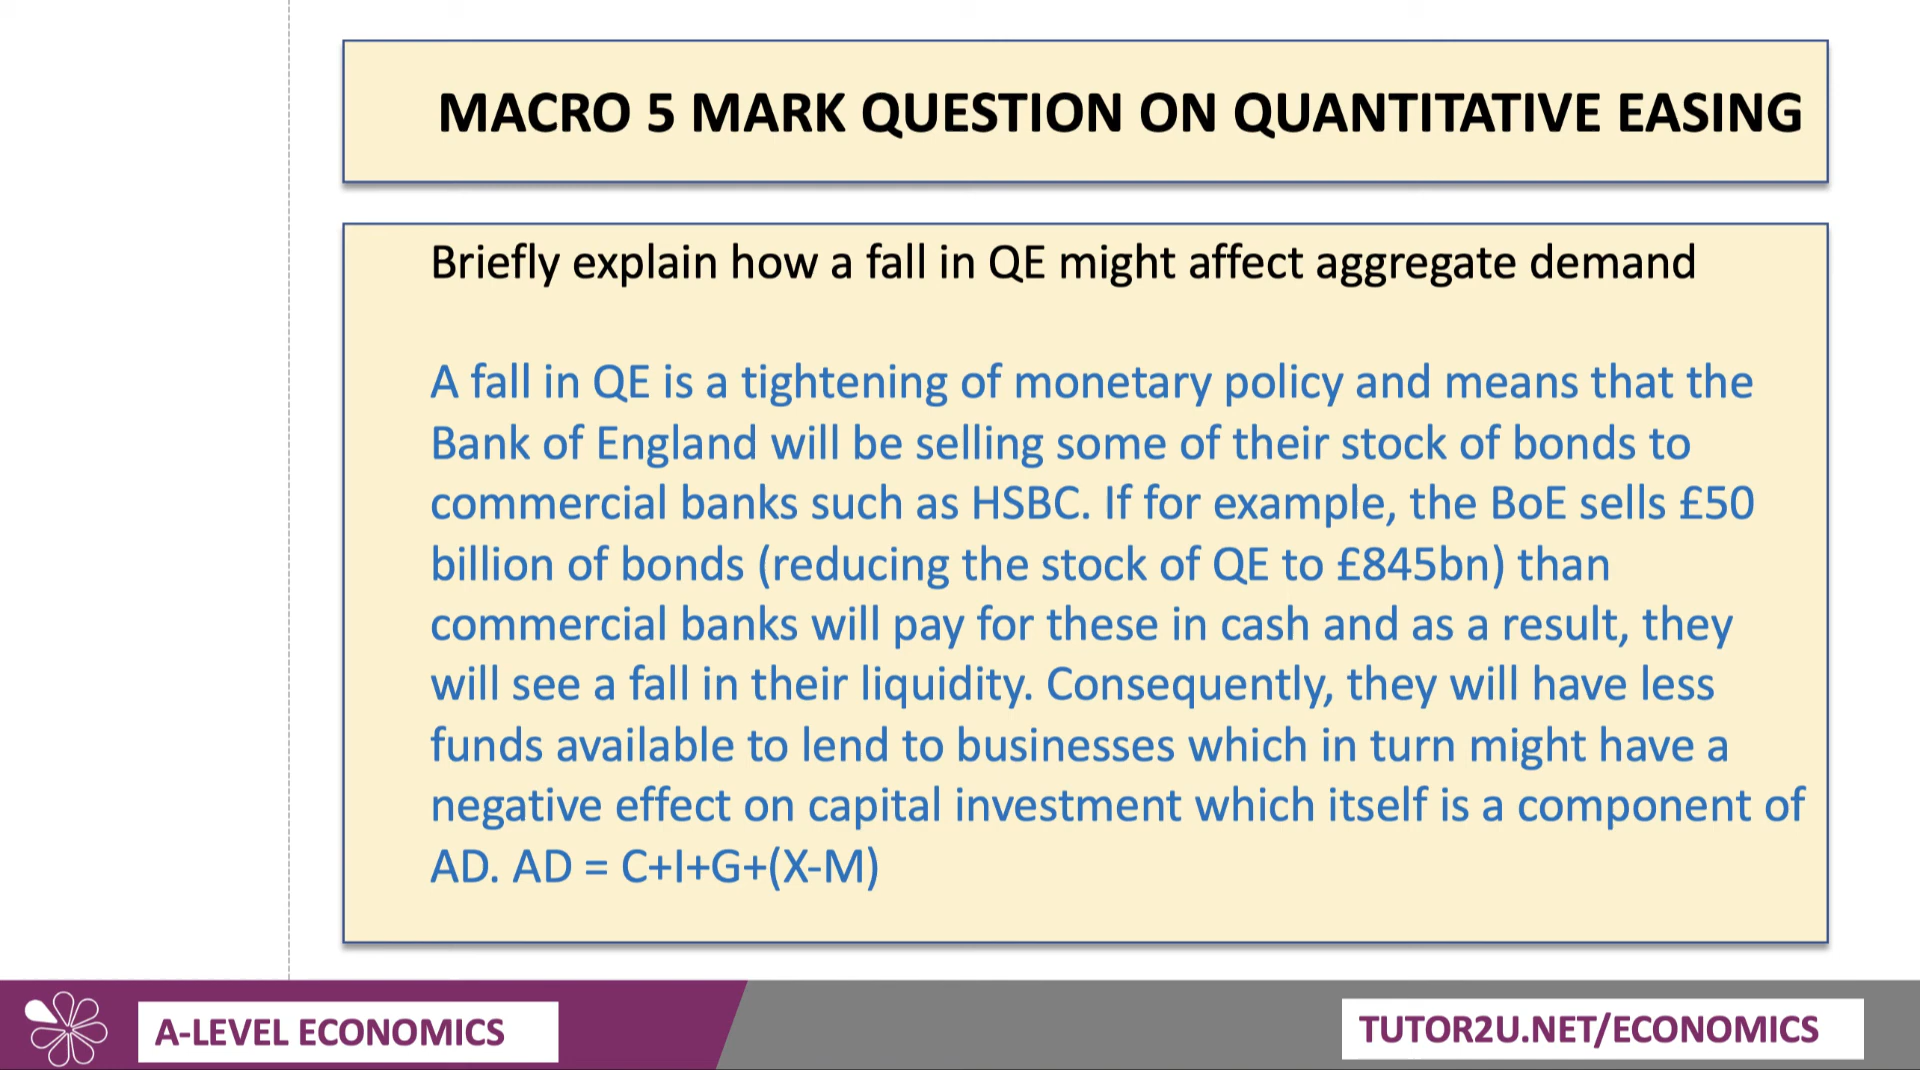 MACRO 5 MARK QUESTION ON QUANTITATIVE EASING
Briefly explain how a fall in QE might affect aggregate demand
A fall in QE is a tightening of monetary policy and means that the
Bank of England will be selling some of their stock of bonds to
commercial banks such as HSBC. If for example, the BoE sells £50
billion of bonds (reducing the stock of QE to £845bn) than
commercial banks will pay for these in cash and as a result, they
will see a fall in their liquidity. Consequently, they will have less
funds available to lend to businesses which in turn might have a
negative effect on capital investment which itself is a component of
AD. AD = C+I+G+(X-M)
A-LEVEL ECONOMICS
TUTOR2U.NET/ECONOMICS